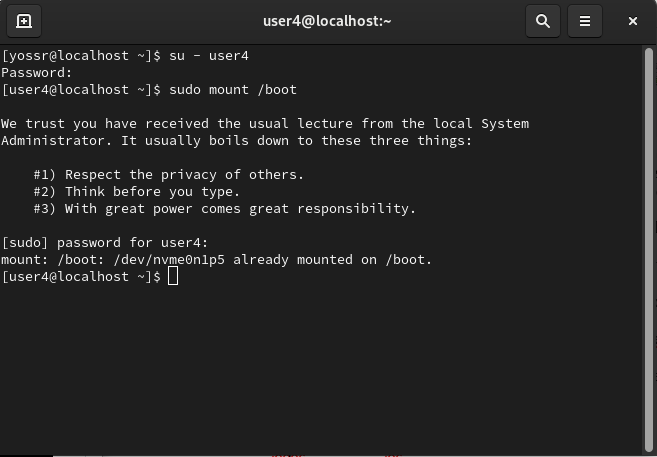 user4@localhost:~
[yossr@localhost ~]$ su - user4
Password:
[user4@localhost ~]$ sudo mount /boot
We trust you have received the usual lecture from the local System
Administrator. It usually boils down to these three things:
#1) Respect the privacy of others.
#2) Think before you type.
#3) With great power comes great responsibility.
[sudo] password for user4:
mount: /boot: /dev/nvme0n1p5 already mounted on /boot.
[user4@localhost ~]$